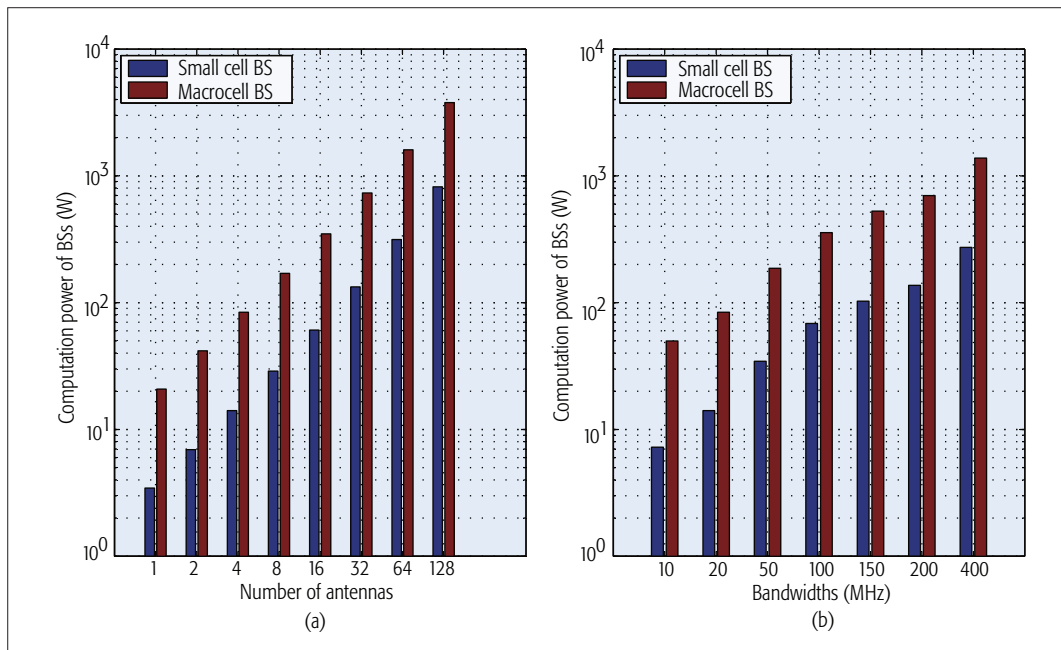 10^4
10^3
10^2
10^1
10^0
Computation power of BSs (W)
Small cell BS
Macrocell BS
1 2 4 8 16 32 64 128
Number of antennas
(a)
10^4
10^3
10^2
10^1
10^0
Computation power of BSs (W)
Small cell BS
Macrocell BS
10 20 50 100 150 200 400
Bandwidths (MHz)
(b)